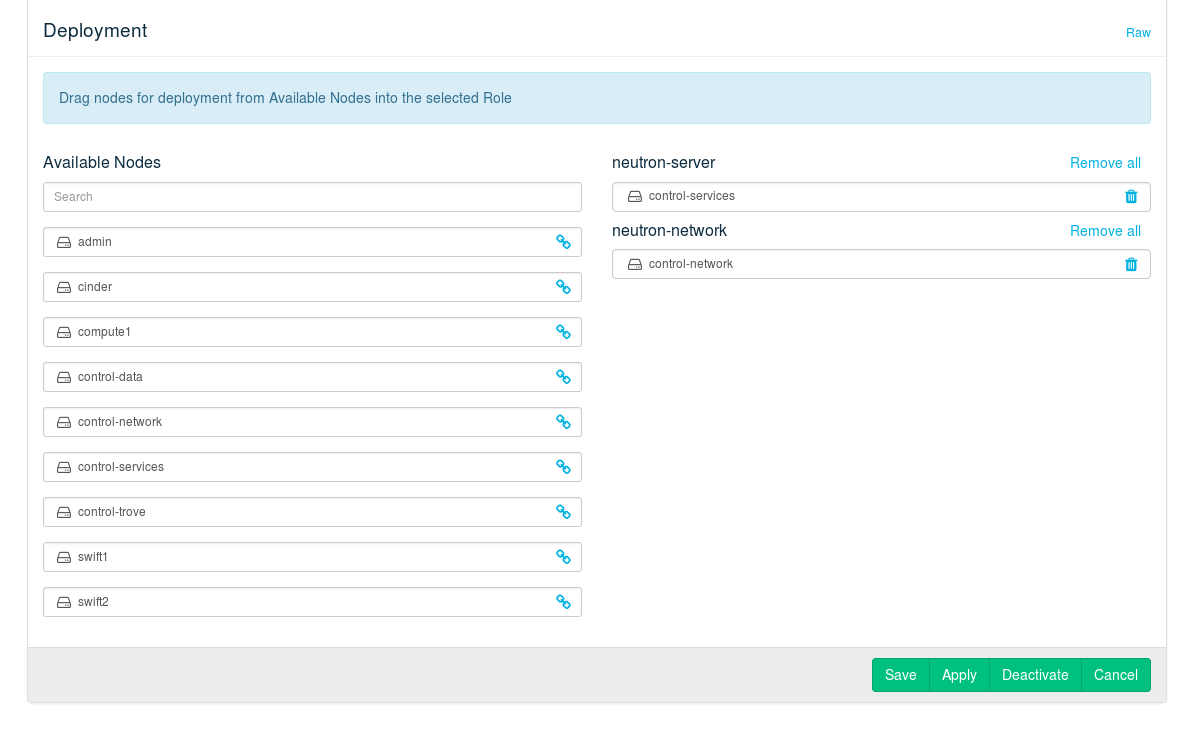 Deployment
Raw
Drag nodes for deployment from Available Nodes into the selected Role
Available Nodes
Search
admin
cinder
compute1
control-data
control-network
control-services
control-trove
swift1
swift2
neutron-server
Remove all
control-services
neutron-network
Remove all
control-network
Save
Apply
Deactivate
Cancel